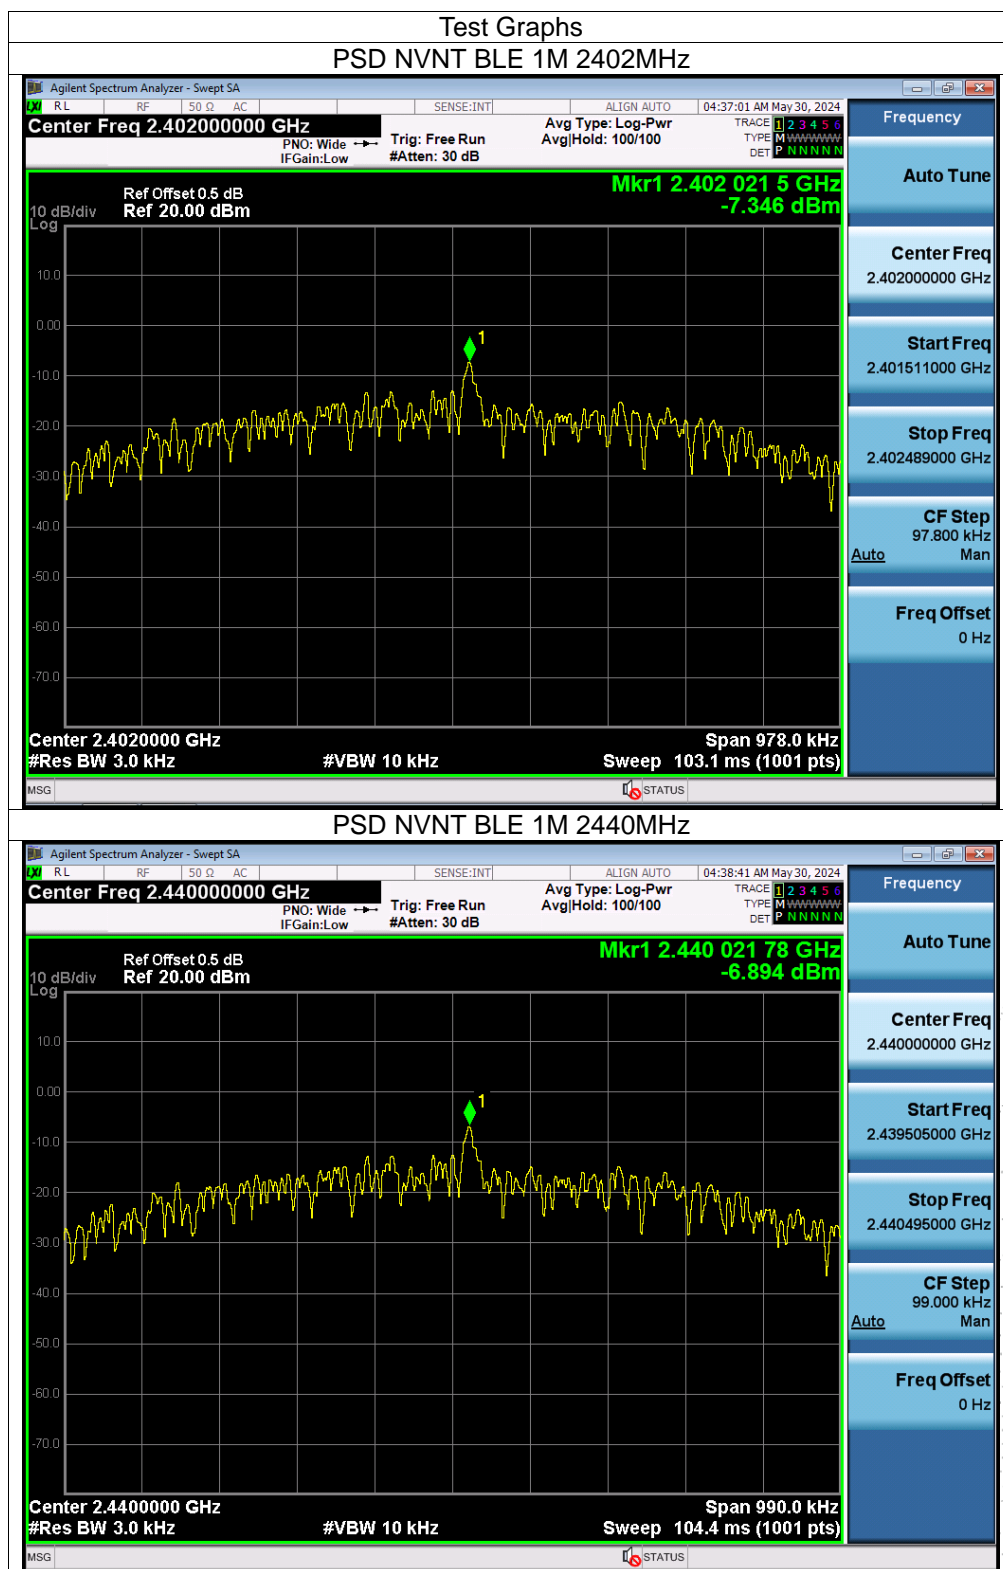 Test Graphs
PSD NVNT BLE 1M 2402MHz
Agilent Spectrum Analyzer - Swept SA
LXI RL RF 50 Ω AC SENSE:INT ALIGN AUTO 04:37:01 AM May 30, 2024
Center Freq 2.402000000 GHz
PNO: Wide
IFGain:Low
Trig: Free Run
#Atten: 30 dB
Avg Type: Log-Pwr
Avg|Hold: 100/100
TRACE 1 2 3 4 5 6
TYPE M W W W W W
DET P N N N N N
Frequency
Auto Tune
Center Freq
2.402000000 GHz
Start Freq
2.401511000 GHz
Stop Freq
2.402489000 GHz
CF Step
97.800 kHz
Auto Man
Freq Offset
0 Hz
Mkr1 2.402 021 5 GHz
-7.346 dBm
Ref Offset 0.5 dB
10 dB/div Ref 20.00 dBm
Log
10.0
0.00
1
-10.0
-20.0
-30.0
-40.0
-50.0
-60.0
-70.0
Center 2.4020000 GHz Span 978.0 kHz
#Res BW 3.0 kHz #VBW 10 kHz Sweep 103.1 ms (1001 pts)
MSG STATUS
PSD NVNT BLE 1M 2440MHz
Agilent Spectrum Analyzer - Swept SA
LXI RL RF 50 Ω AC SENSE:INT ALIGN AUTO 04:38:41 AM May 30, 2024
Center Freq 2.440000000 GHz
PNO: Wide
IFGain:Low
Trig: Free Run
#Atten: 30 dB
Avg Type: Log-Pwr
Avg|Hold: 100/100
TRACE 1 2 3 4 5 6
TYPE M W W W W W
DET P N N N N N
Frequency
Auto Tune
Center Freq
2.440000000 GHz
Start Freq
2.439505000 GHz
Stop Freq
2.440495000 GHz
CF Step
99.000 kHz
Auto Man
Freq Offset
0 Hz
Mkr1 2.440 021 78 GHz
-6.894 dBm
Ref Offset 0.5 dB
10 dB/div Ref 20.00 dBm
Log
10.0
0.00
1
-10.0
-20.0
-30.0
-40.0
-50.0
-60.0
-70.0
Center 2.4400000 GHz Span 990.0 kHz
#Res BW 3.0 kHz #VBW 10 kHz Sweep 104.4 ms (1001 pts)
MSG STATUS